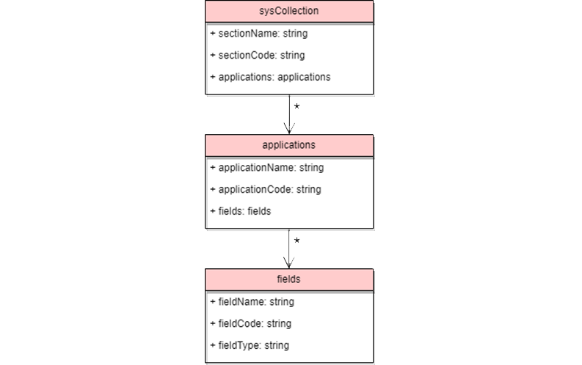 sysCollection
+ sectionName: string
+ sectionCode: string
+ applications: applications
*
applications
+ applicationName: string
+ applicationCode: string
+ fields: fields
*
fields
+ fieldName: string
+ fieldCode: string
+ fieldType: string